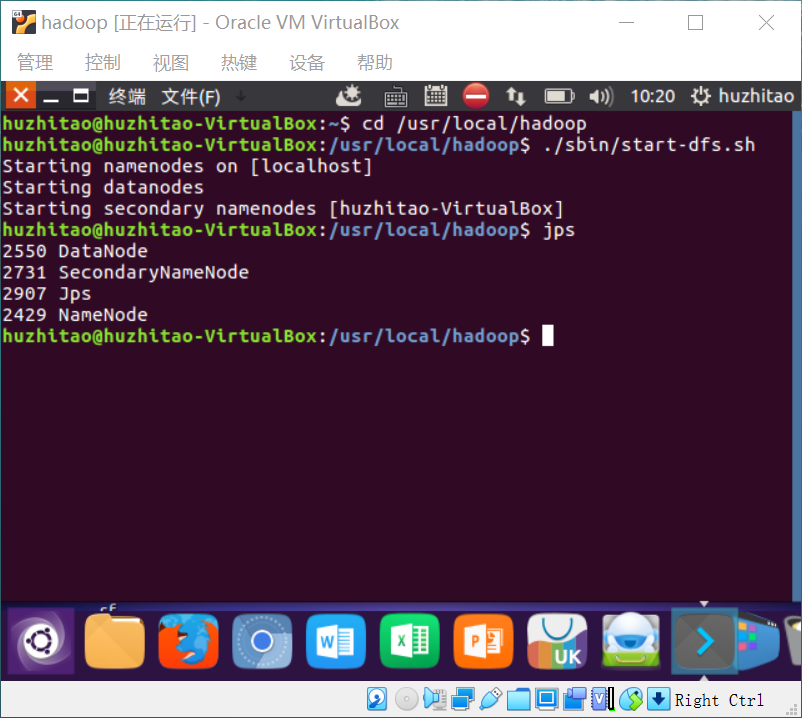 hadoop [正在运行] - Oracle VM VirtualBox
管理 控制 视图 热键 设备 帮助
终端 文件(F) 10:20 huzhitao
huzhitao@huzhitao-VirtualBox:~$ cd /usr/local/hadoop
huzhitao@huzhitao-VirtualBox:/usr/local/hadoop$ ./sbin/start-dfs.sh
Starting namenodes on [localhost]
Starting datanodes
Starting secondary namenodes [huzhitao-VirtualBox]
huzhitao@huzhitao-VirtualBox:/usr/local/hadoop$ jps
2550 DataNode
2731 SecondaryNameNode
2907 Jps
2429 NameNode
huzhitao@huzhitao-VirtualBox:/usr/local/hadoop$
W X P UK
Right Ctrl